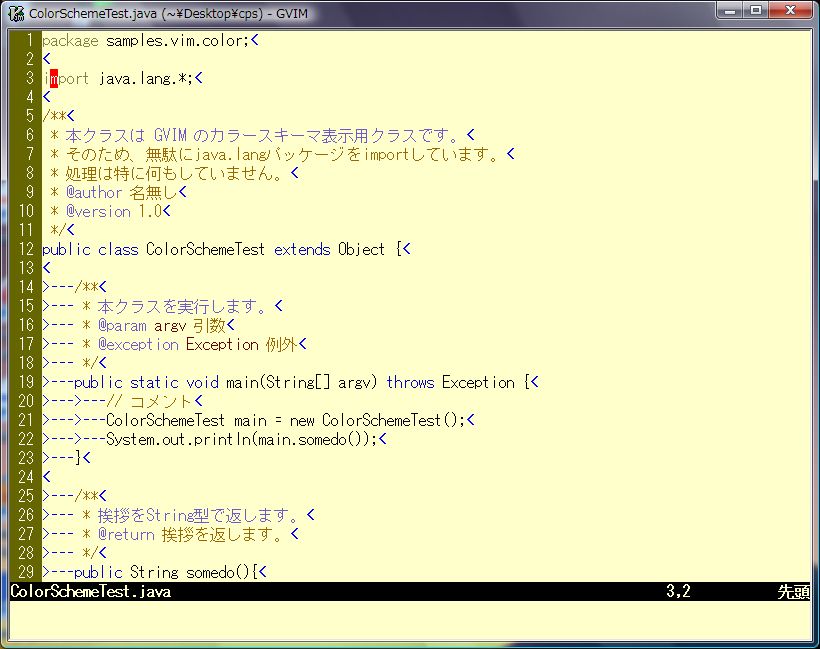 ColorSchemeTest.java (~¥Desktop¥cps) - GVIM
1 package samples.vim.color;<
2 <
3 import java.lang.*;<
4 <
5 /**<
6  * 本クラスは GVIM のカラースキーマ表示用クラスです。<
7  * そのため、無駄にjava.langパッケージをimportしています。<
8  * 処理は特に何もしていません。<
9  * @author 名無し<
10  * @version 1.0<
11  */<
12 public class ColorSchemeTest extends Object {<
13 <
14 >---/**<
15 >--- * 本クラスを実行します。<
16 >--- * @param argv 引数<
17 >--- * @exception Exception 例外<
18 >--- */<
19 >---public static void main(String[] argv) throws Exception {<
20 >--->---// コメント<
21 >--->---ColorSchemeTest main = new ColorSchemeTest();<
22 >--->---System.out.println(main.somedo());<
23 >---}<
24 <
25 >---/**<
26 >--- * 挨拶をString型で返します。<
27 >--- * @return 挨拶を返します。<
28 >--- */<
29 >---public String somedo(){<
ColorSchemeTest.java 3,2 先頭